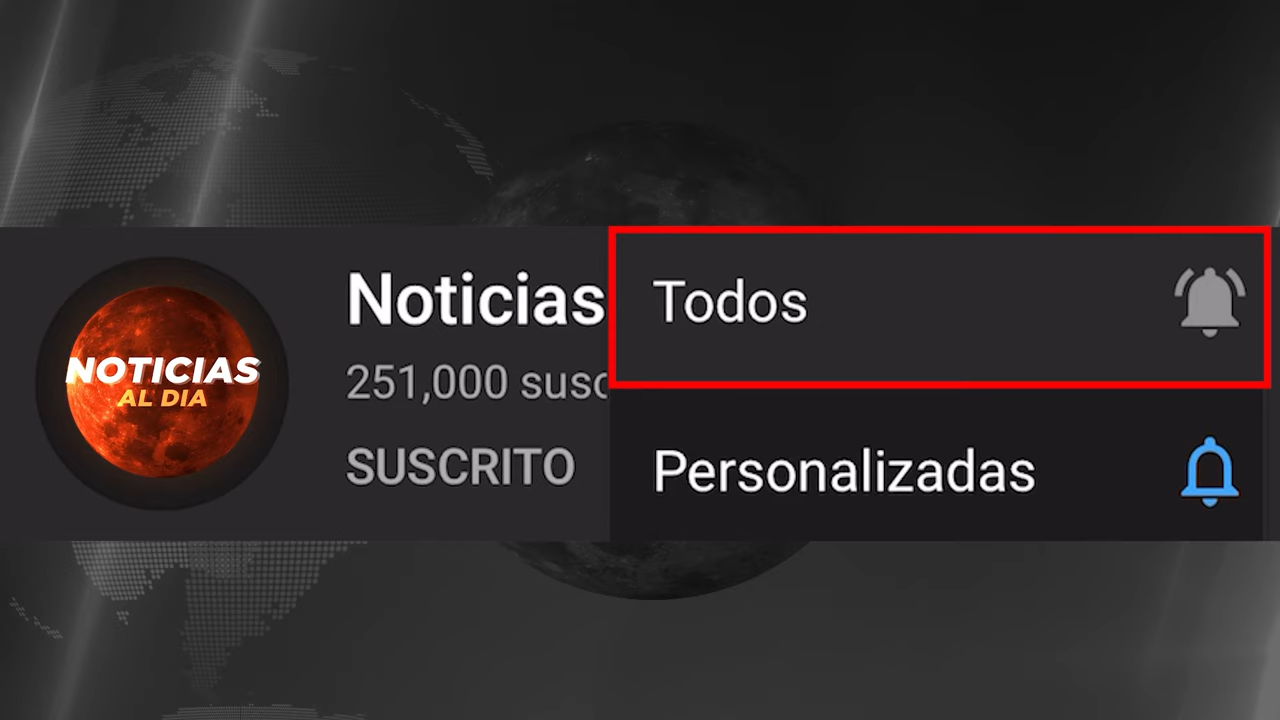 NOTICIAS
AL DIA
Noticias
251,000 susc
SUSCRITO
Todos
Personalizadas